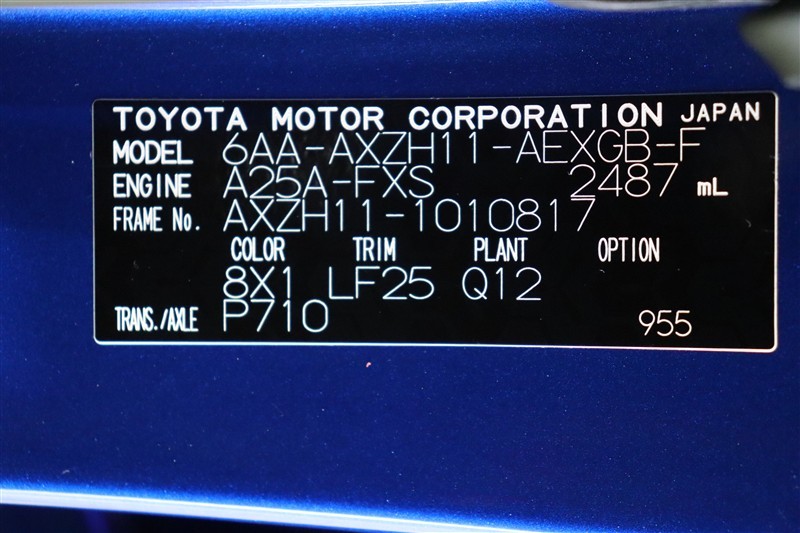 TOYOTA MOTOR CORPORATION JAPAN
MODEL 6AA-AXZH11-AEXGB-F
ENGINE A25A-FXS 2487 mL
FRAME No. AXZH11-1010817
COLOR TRIM PLANT OPTION
8X1 LF25 Q12
TRANS./AXLE P710 955